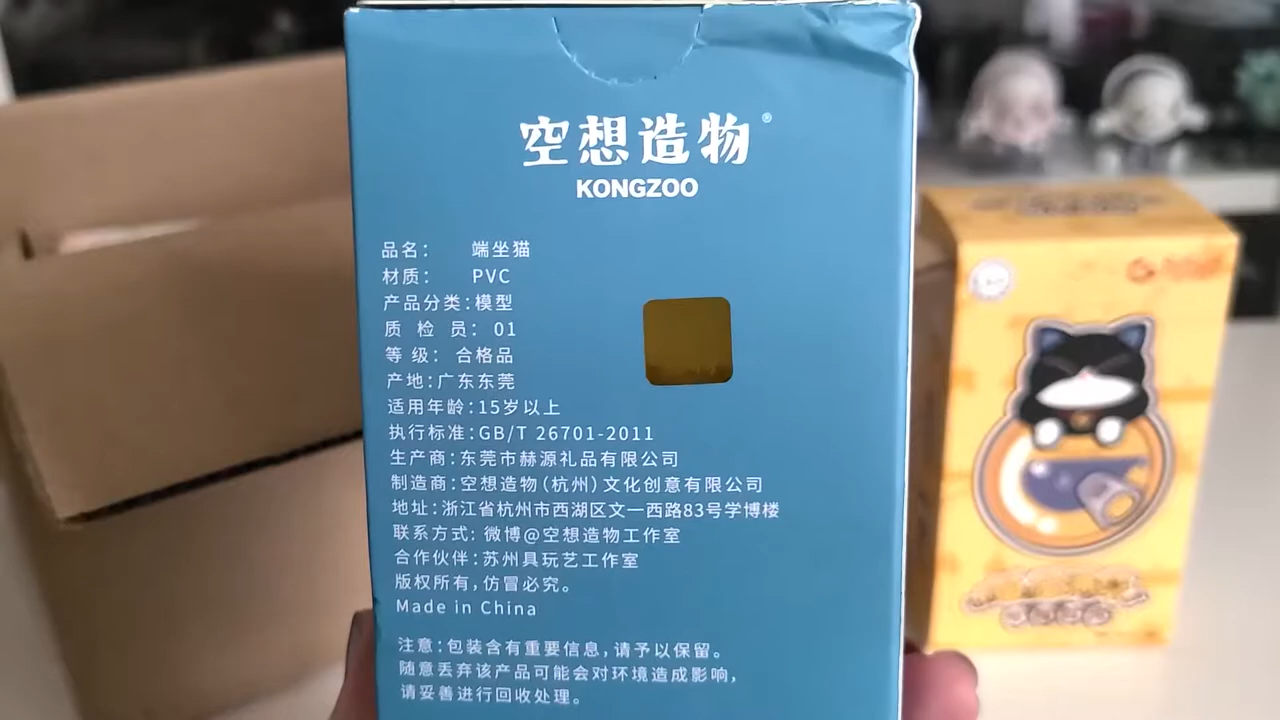 空想造物®
KONGZOO
品名： 端坐猫
材质： PVC
产品分类：模型
质 检 员： 01
等 级： 合格品
产地：广东东莞
适用年龄：15岁以上
执行标准：GB/T 26701-2011
生产商：东莞市赫源礼品有限公司
制造商：空想造物（杭州）文化创意有限公司
地址：浙江省杭州市西湖区文一西路83号学博楼
联系方式：微博@空想造物工作室
合作伙伴：苏州具玩艺工作室
版权所有，仿冒必究。
Made in China
注意：包装含有重要信息，请予以保留。
随意丢弃该产品可能会对环境造成影响，
请妥善进行回收处理。